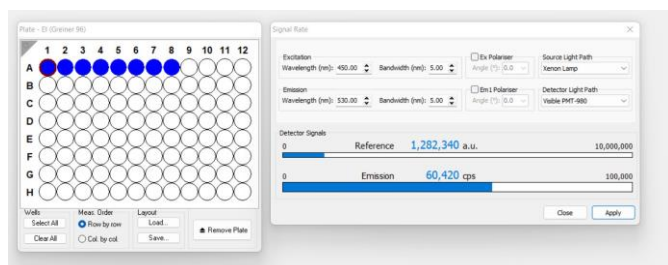 Plate - EI (Greiner 96)
1 2 3 4 5 6 7 8 9 10 11 12
A
B
C
D
E
F
G
H
Wells
Select All
Clear All
Meas. Order
Row by row
Col. by col.
Layout
Load...
Save...
Remove Plate
Signal Rate
Excitation
Wavelength (nm): 450.00 Bandwidth (nm): 5.00
Ex Polariser
Angle (°): 0.0
Source Light Path
Xenon Lamp
Emission
Wavelength (nm): 530.00 Bandwidth (nm): 5.00
Em1 Polariser
Angle (°): 0.0
Detector Light Path
Visible PMT-980
Detector Signals
0 Reference 1,282,340 a.u. 10,000,000
0 Emission 60,420 cps 100,000
Close Apply